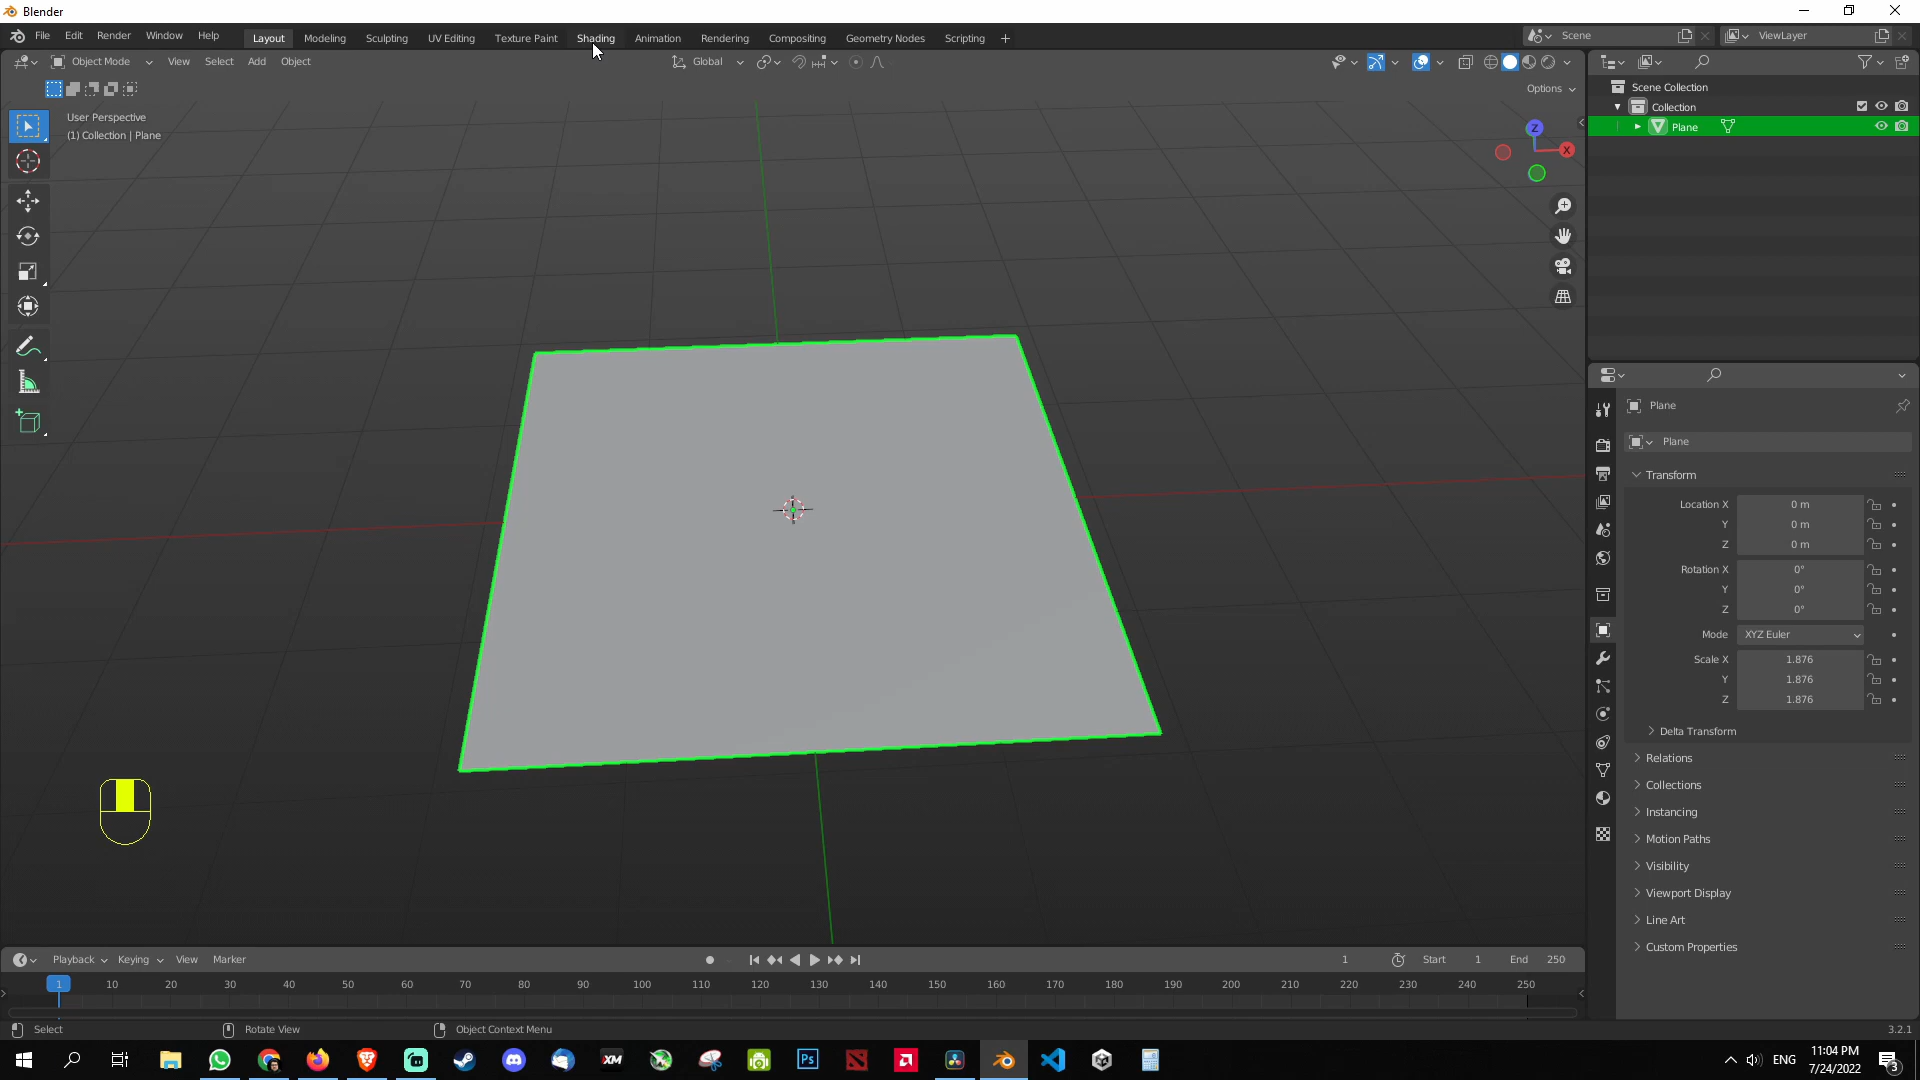 Blender
File Edit Render Window Help Layout Modeling Sculpting UV Editing Texture Paint Shading Animation Rendering Compositing Geometry Nodes Scripting + Scene ViewLayer
Object Mode View Select Add Object Global
Options
User Perspective
(1) Collection | Plane
Z
X
Scene Collection
Collection
Plane
Plane
Plane
Transform
Location X 0 m
Y 0 m
Z 0 m
Rotation X 0°
Y 0°
Z 0°
Mode XYZ Euler
Scale X 1.876
Y 1.876
Z 1.876
Delta Transform
Relations
Collections
Instancing
Motion Paths
Visibility
Viewport Display
Line Art
Custom Properties
Playback Keying View Marker 1 Start 1 End 250
1 10 20 30 40 50 60 70 80 90 100 110 120 130 140 150 160 170 180 190 200 210 220 230 240 250
Select Rotate View Object Context Menu 3.2.1
XM Ps ENG 11:04 PM
7/24/2022 3